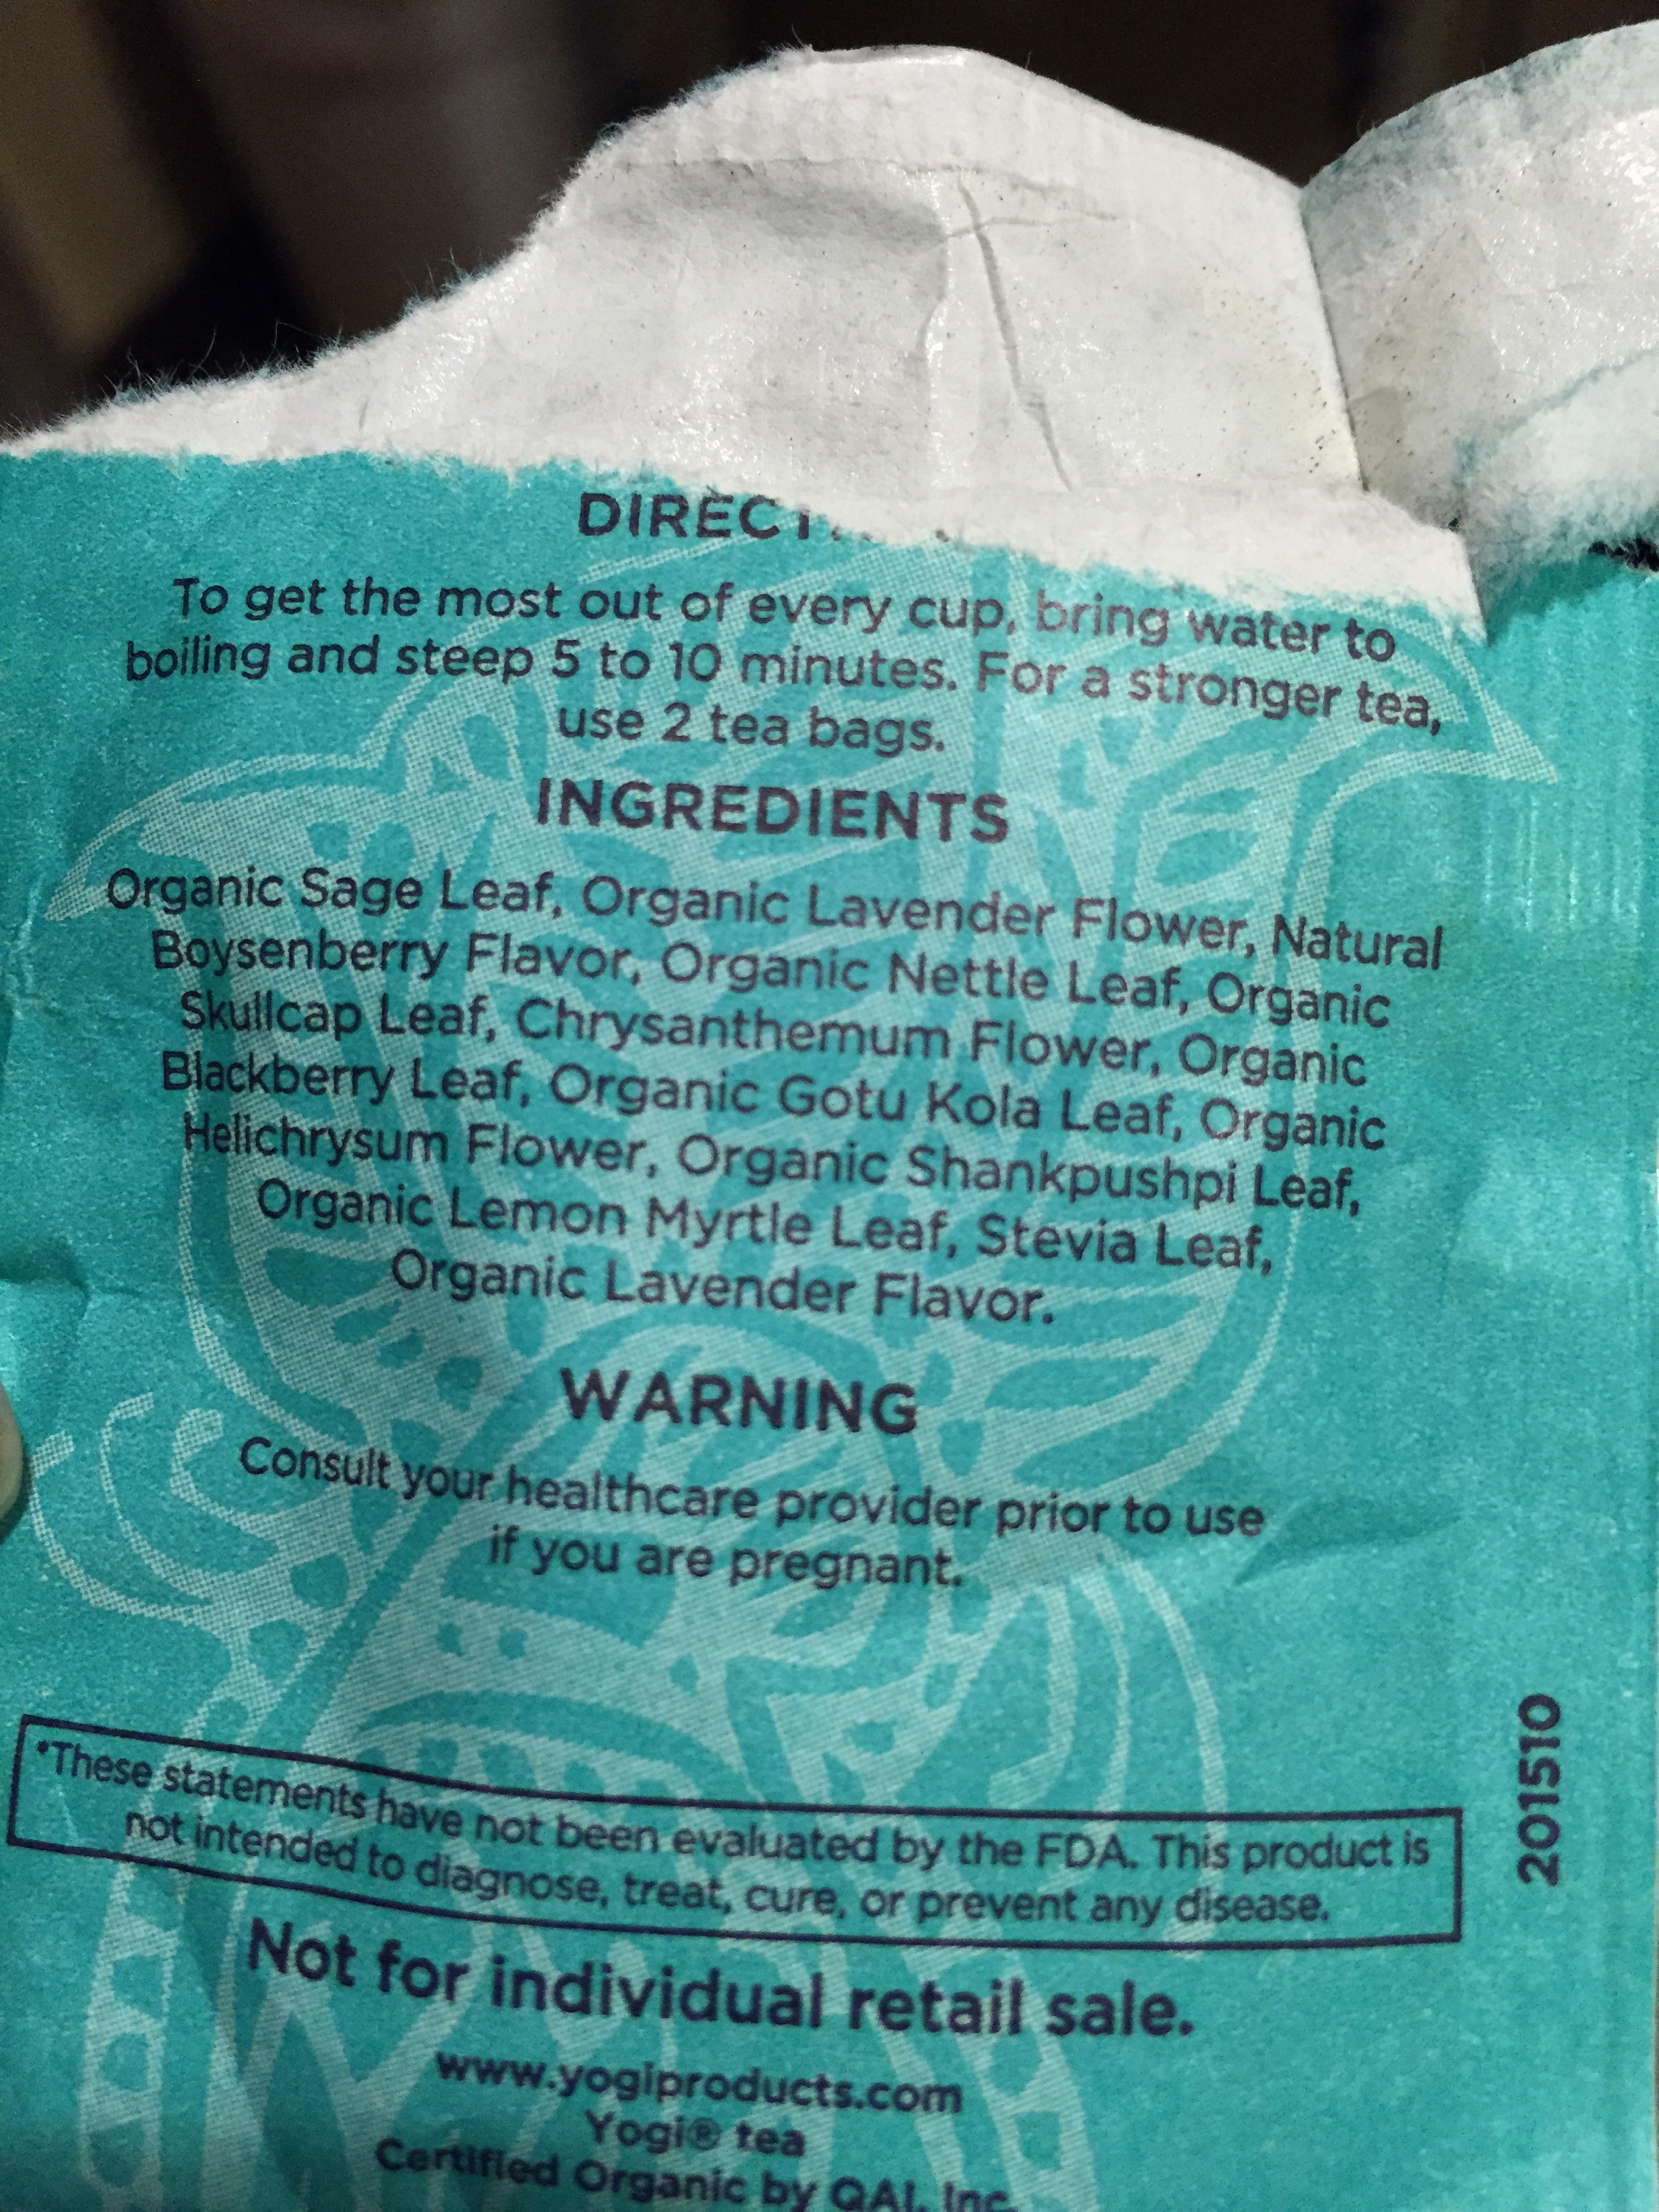 To get the most out of every cup, bring water to
boiling and steep 5 to 10 minutes. For a stronger tea,
use 2 tea bags.
INGREDIENTS
Organic Sage Leaf, Organic Lavender Flower, Natural
Boysenberry Flavor, Organic Nettle Leaf, Organic
Skullcap Leaf, Chrysanthemum Flower, Organic
Blackberry Leaf, Organic Gotu Kola Leaf, Organic
Helichrysum Flower, Organic Shankpushpi Leaf,
Organic Lemon Myrtle Leaf, Stevia Leaf,
Organic Lavender Flavor.
WARNING
Consult your healthcare provider prior to use
if you are pregnant.
*These statements have not been evaluated by the FDA. This product is
not intended to diagnose, treat, cure, or prevent any disease.
201510
Not for individual retail sale.
www.yogiproducts.com
Yogi® tea
Certified Organic by QAI, Inc.